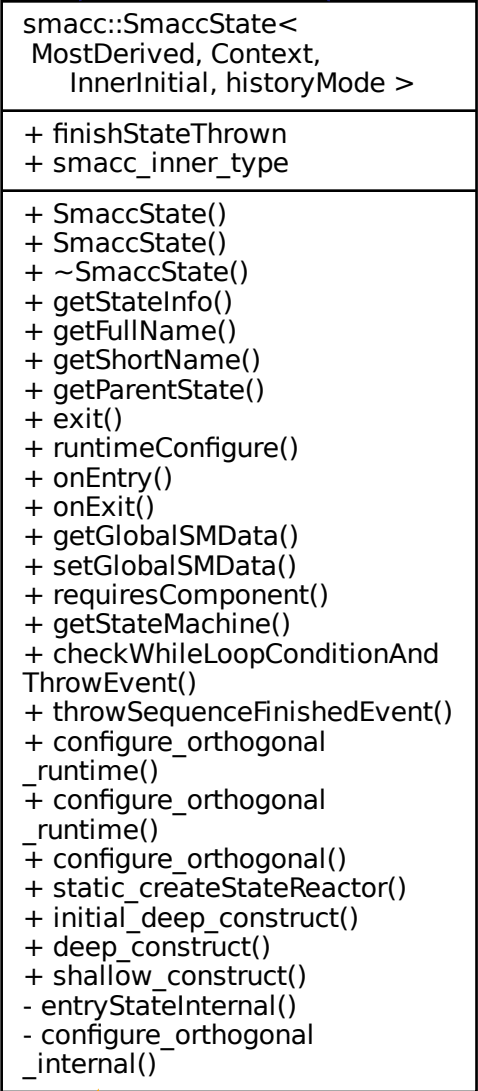 smacc::SmaccState<
MostDerived, Context,
InnerInitial, historyMode >
+ finishStateThrown
+ smacc_inner_type
+ SmaccState()
+ SmaccState()
+ ~SmaccState()
+ getStateInfo()
+ getFullName()
+ getShortName()
+ getParentState()
+ exit()
+ runtimeConfigure()
+ onEntry()
+ onExit()
+ getGlobalSMData()
+ setGlobalSMData()
+ requiresComponent()
+ getStateMachine()
+ checkWhileLoopConditionAnd
ThrowEvent()
+ throwSequenceFinishedEvent()
+ configure_orthogonal
_runtime()
+ configure_orthogonal
_runtime()
+ configure_orthogonal()
+ static_createStateReactor()
+ initial_deep_construct()
+ deep_construct()
+ shallow_construct()
- entryStateInternal()
- configure_orthogonal
_internal()